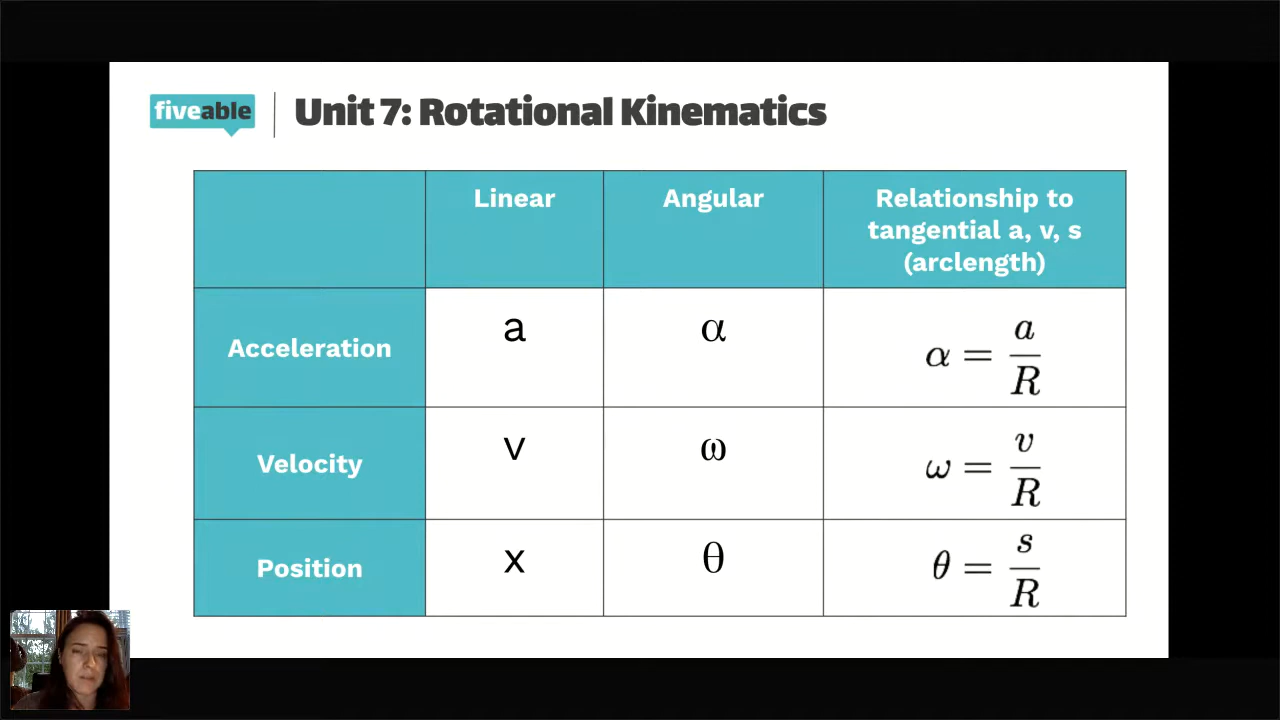 fiveable
Unit 7: Rotational Kinematics
Linear
Angular
Relationship to
tangential a, v, s
(arclength)
Acceleration
a
α
α = a/R
Velocity
v
ω
ω = v/R
Position
x
θ
θ = s/R